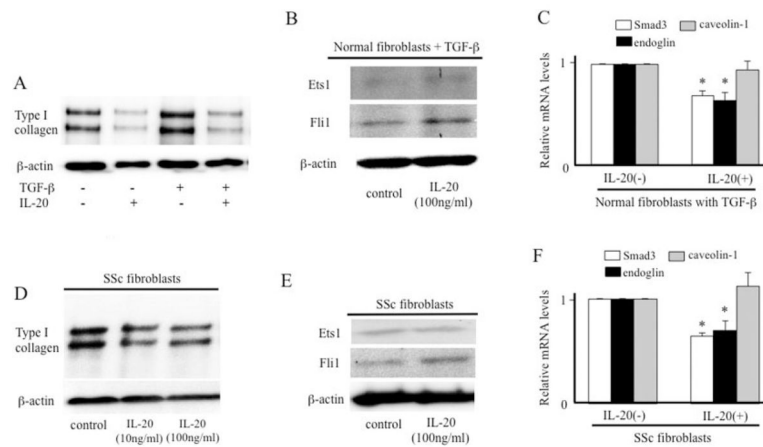 A
Type I
collagen
β-actin
TGF-β - - + +
IL-20 - + - +
B
Normal fibroblasts + TGF-β
Ets1
Fli1
β-actin
control
IL-20
(100ng/ml)
C
Smad3
caveolin-1
endoglin
Relative mRNA levels
1
0
* *
IL-20(-)
IL-20(+)
Normal fibroblasts with TGF-β
D
SSc fibroblasts
Type I
collagen
β-actin
control
IL-20
(10ng/ml)
IL-20
(100ng/ml)
E
SSc fibroblasts
Ets1
Fli1
β-actin
control
IL-20
(100ng/ml)
F
Smad3
caveolin-1
endoglin
Relative mRNA levels
1
0
* *
IL-20(-)
IL-20(+)
SSc fibroblasts